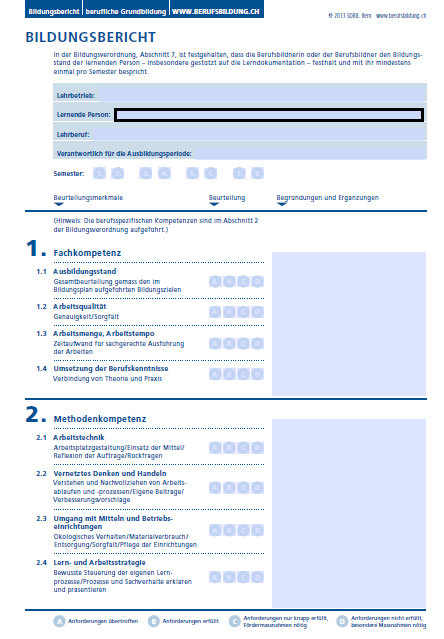 Bildungsbericht berufliche Grundbildung WWW.BERUFSBILDUNG.CH
© 2013 SDBB, Bern www.berufsbildung.ch
BILDUNGSBERICHT
In der Bildungsverordnung, Abschnitt 7, ist festgehalten, dass die Berufsbildnerin oder der Berufsbildner den Bildungs-
stand der lernenden Person – insbesondere gestützt auf die Lerndokumentation – festhält und mit ihr mindestens
einmal pro Semester bespricht.
Lehrbetrieb:
Lernende Person:
Lehrberuf:
Verantwortlich für die Ausbildungsperiode:
Semester: 1 2 3 4 5 6 7 8
Beurteilungsmerkmale Beurteilung Begründungen und Ergänzungen
(Hinweis: Die berufsspezifischen Kompetenzen sind im Abschnitt 2
der Bildungsverordnung aufgeführt.)
1. Fachkompetenz
1.1 Ausbildungsstand
Gesamtbeurteilung gemäss den im
Bildungsplan aufgeführten Bildungszielen
A B C D
1.2 Arbeitsqualität
Genauigkeit/Sorgfalt
A B C D
1.3 Arbeitsmenge, Arbeitstempo
Zeitaufwand für sachgerechte Ausführung
der Arbeiten
A B C D
1.4 Umsetzung der Berufskenntnisse
Verbindung von Theorie und Praxis
A B C D
2. Methodenkompetenz
2.1 Arbeitstechnik
Arbeitsplatzgestaltung/Einsatz der Mittel/
Reflexion der Aufträge/Rückfragen
A B C D
2.2 Vernetztes Denken und Handeln
Verstehen und Nachvollziehen von Arbeits-
abläufen und -prozessen/Eigene Beiträge/
Verbesserungsvorschläge
A B C D
2.3 Umgang mit Mitteln und Betriebs-
einrichtungen
Ökologisches Verhalten/Materialverbrauch/
Entsorgung/Sorgfalt/Pflege der Einrichtungen
A B C D
2.4 Lern- und Arbeitsstrategie
Bewusste Steuerung der eigenen Lern-
prozesse/Prozesse und Sachverhalte erklären
und präsentieren
A B C D
A Anforderungen übertroffen B Anforderungen erfüllt C Anforderungen nur knapp erfüllt, D Anforderungen nicht erfüllt,
Fördermassnahmen nötig besondere Massnahmen nötig